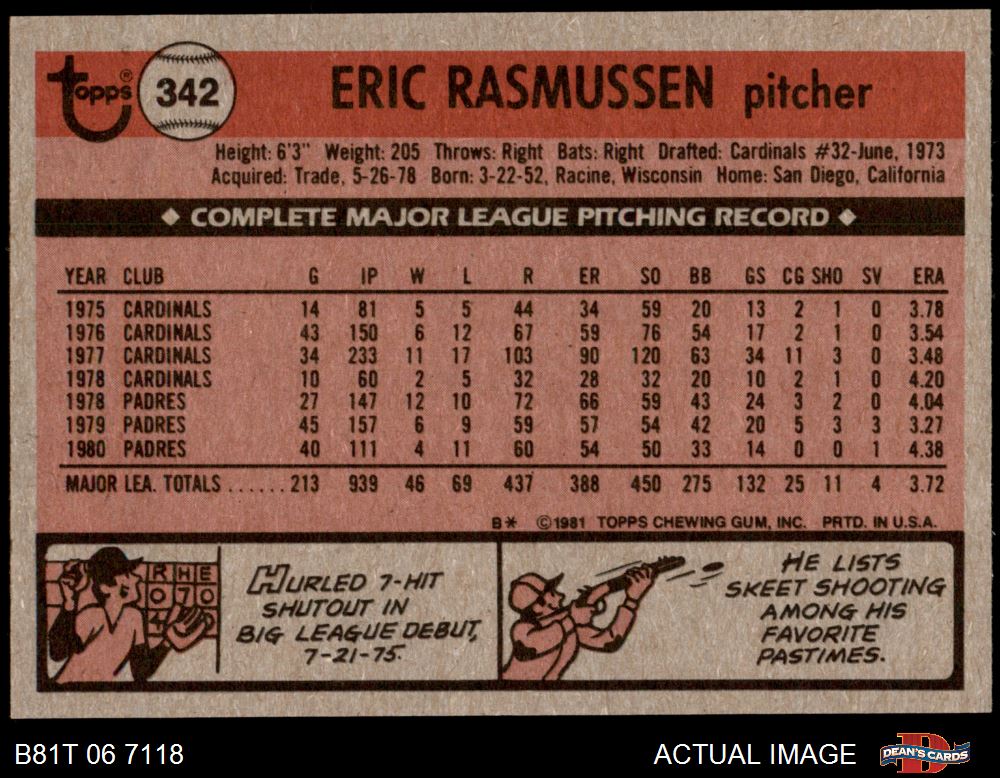 topps® 342 ERIC RASMUSSEN pitcher
Height: 6'3" Weight: 205 Throws: Right Bats: Right Drafted: Cardinals #32-June, 1973
Acquired: Trade, 5-26-78 Born: 3-22-52, Racine, Wisconsin Home: San Diego, California
◆ COMPLETE MAJOR LEAGUE PITCHING RECORD ◆
YEAR CLUB G IP W L R ER SO BB GS CG SHO SV ERA
1975 CARDINALS 14 81 5 5 44 34 59 20 13 2 1 0 3.78
1976 CARDINALS 43 150 6 12 67 59 76 54 17 2 1 0 3.54
1977 CARDINALS 34 233 11 17 103 90 120 63 34 11 3 0 3.48
1978 CARDINALS 10 60 2 5 32 28 32 20 10 2 1 0 4.20
1978 PADRES 27 147 12 10 72 66 59 43 24 3 2 0 4.04
1979 PADRES 45 157 6 9 59 57 54 42 20 5 3 3 3.27
1980 PADRES 40 111 4 11 60 54 50 33 14 0 0 1 4.38
MAJOR LEA. TOTALS ...... 213 939 46 69 437 388 450 275 132 25 11 4 3.72
B* ©1981 TOPPS CHEWING GUM, INC. PRTD. IN U.S.A.
R H E
0 7 0
HURLED 7-HIT
SHUTOUT IN
BIG LEAGUE DEBUT,
7-21-75.
HE LISTS
SKEET SHOOTING
AMONG HIS
FAVORITE
PASTIMES.
B81T 06 7118 ACTUAL IMAGE DEAN'S CARDS